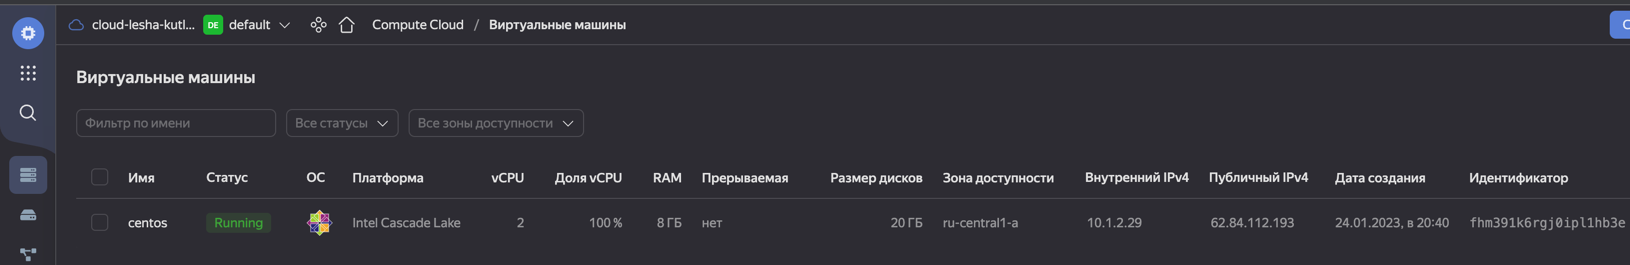 cloud-lesha-kutl... DE default Compute Cloud / Виртуальные машины
Виртуальные машины
Фильтр по имени Все статусы Все зоны доступности
Имя Статус ОС Платформа vCPU Доля vCPU RAM Прерываемая Размер дисков Зона доступности Внутренний IPv4 Публичный IPv4 Дата создания Идентификатор
centos Running Intel Cascade Lake 2 100 % 8 ГБ нет 20 ГБ ru-central1-a 10.1.2.29 62.84.112.193 24.01.2023, в 20:40 fhm391k6rgj0ipl1hb3e